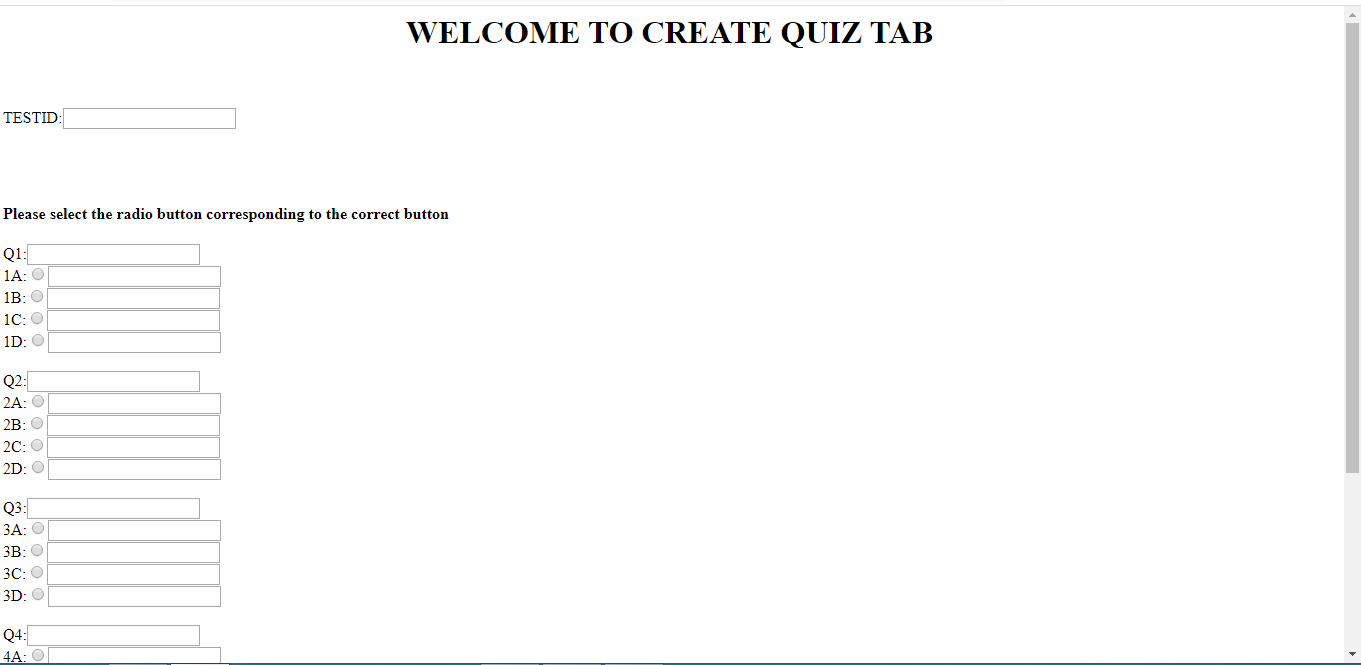 WELCOME TO CREATE QUIZ TAB
TESTID:
Please select the radio button corresponding to the correct button
Q1:
1A:
1B:
1C:
1D:
Q2:
2A:
2B:
2C:
2D:
Q3:
3A:
3B:
3C:
3D:
Q4:
4A: